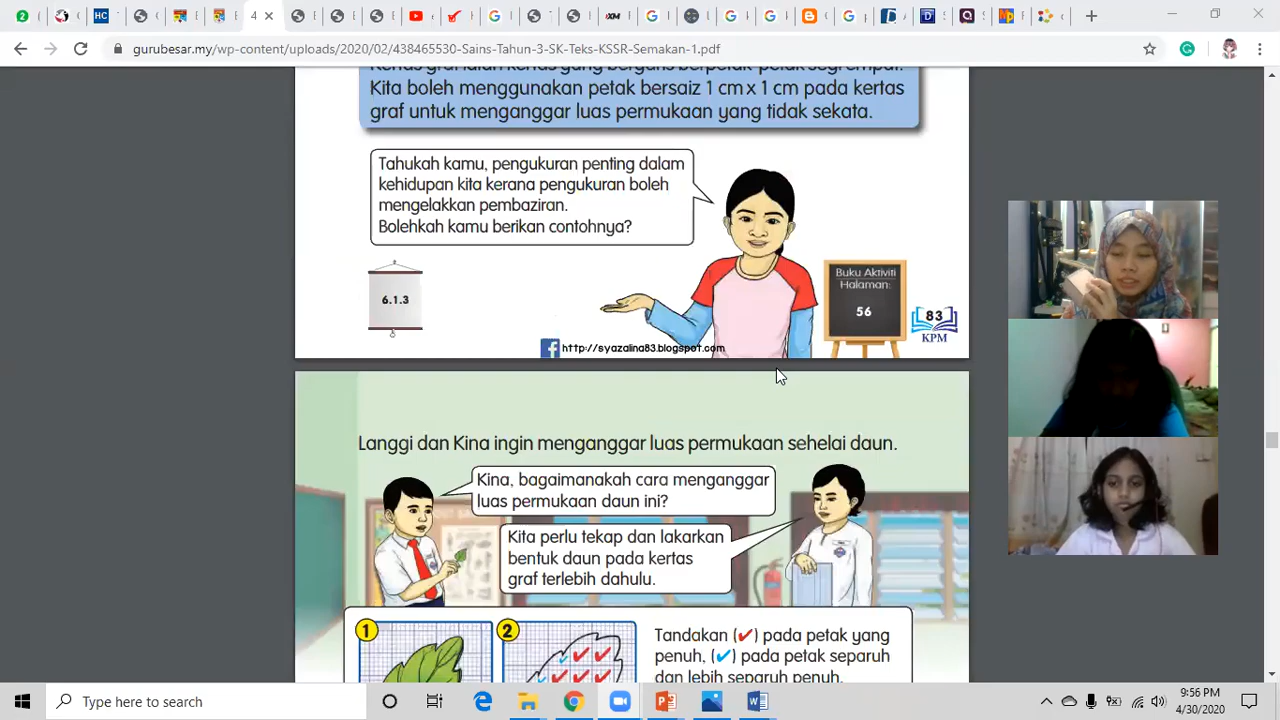 gurubesar.my/wp-content/uploads/2020/02/438465530-Sains-Tahun-3-SK-Teks-KSSR-Semakan-1.pdf
Kita boleh menggunakan petak bersaiz 1 cm x 1 cm pada kertas
graf untuk menganggar luas permukaan yang tidak sekata.
Tahukah kamu, pengukuran penting dalam
kehidupan kita kerana pengukuran boleh
mengelakkan pembaziran.
Bolehkah kamu berikan contohnya?
6.1.3
Buku Aktiviti
Halaman:
56
83
KPM
http://syazalina83.blogspot.com
Langgi dan Kina ingin menganggar luas permukaan sehelai daun.
Kina, bagaimanakah cara menganggar
luas permukaan daun ini?
Kita perlu tekap dan lakarkan
bentuk daun pada kertas
graf terlebih dahulu.
1
2
Tandakan (✔) pada petak yang
penuh, (✔) pada petak separuh
dan lebih separuh penuh.
Type here to search
9:56 PM
4/30/2020